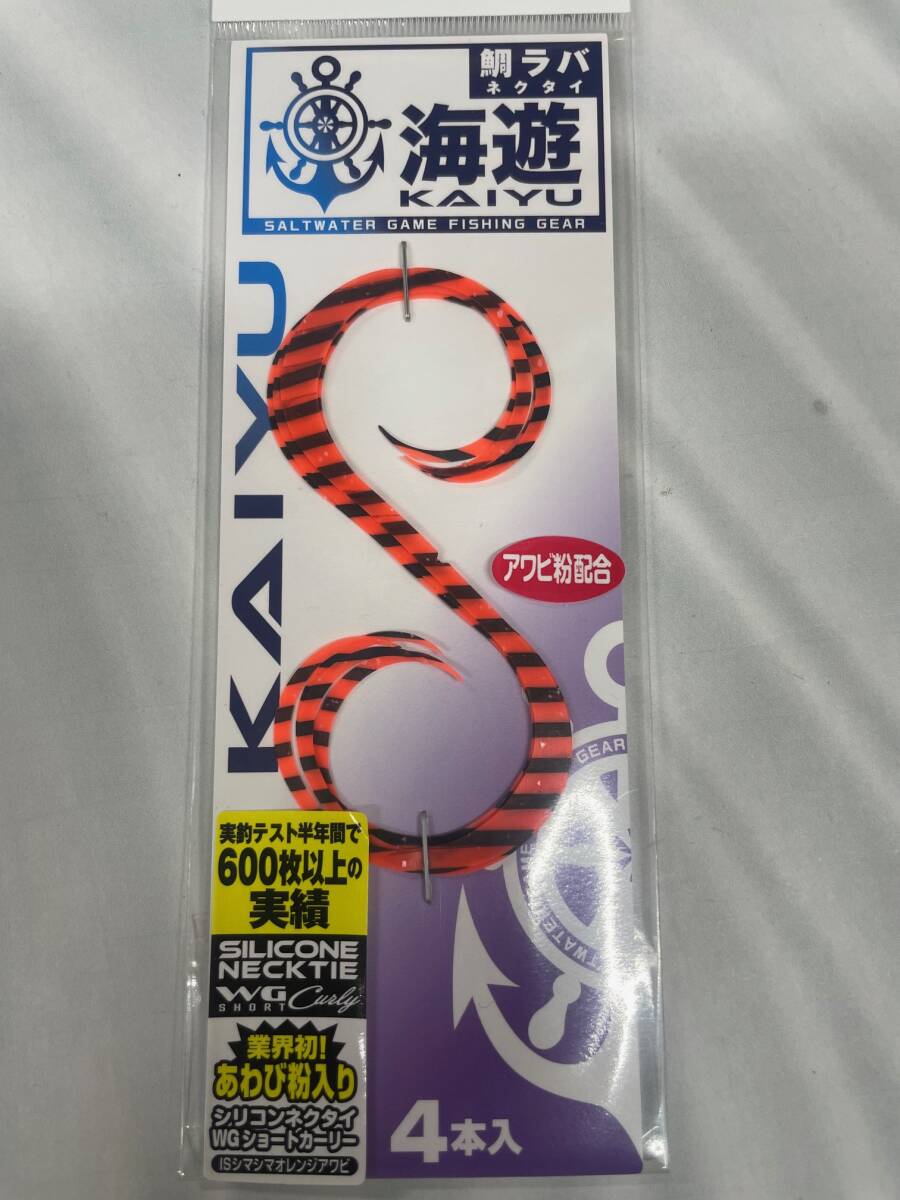 鯛ラバ
ネクタイ
海遊
KAIYU
SALTWATER GAME FISHING GEAR
KAIYU
アワビ粉配合
GEAR
実釣テスト半年間で
600枚以上の
実績
SILICONE
NECKTIE
WG Curly
SHORT
業界初!
あわび粉入り
シリコンネクタイ
WGショートカーリー
ISシマシマオレンジアワビ
4本入